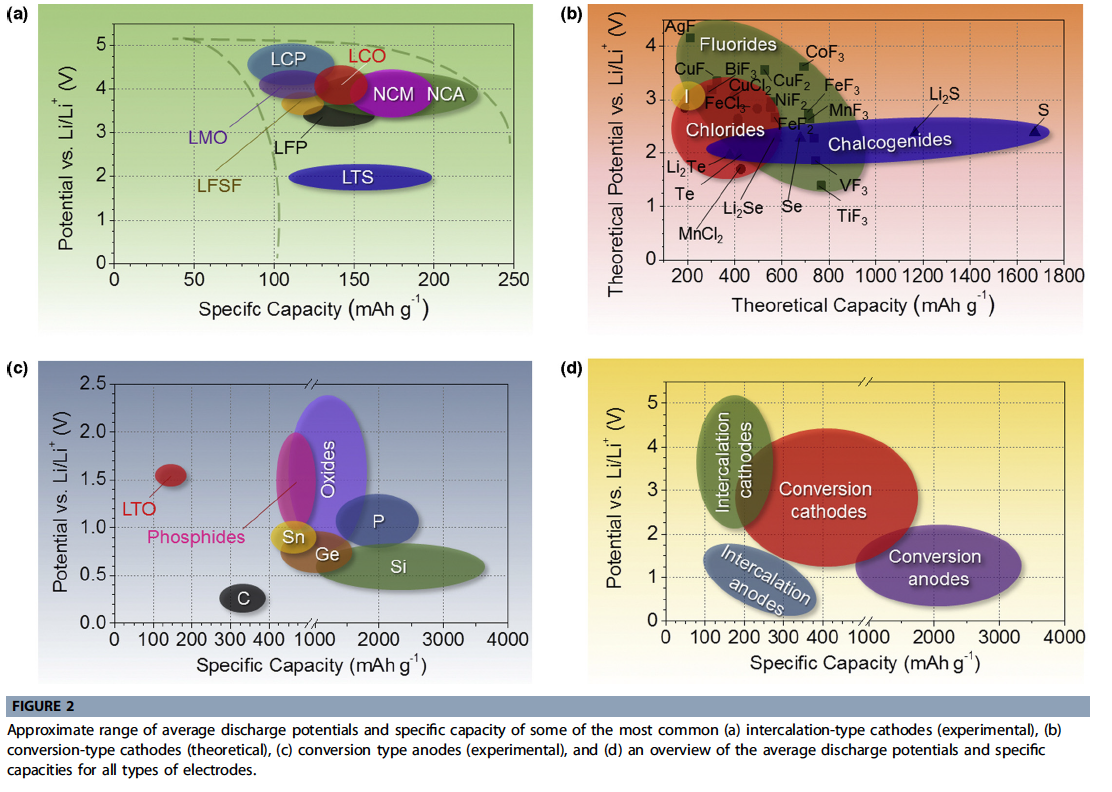 (a)
Potential vs. Li/Li⁺ (V)
5
4
3
2
1
0
LCP
LCO
NCM
NCA
LMO
LFP
LFSF
LTS
0
50
100
150
200
250
Specifc Capacity (mAh g⁻¹)
(b)
Theoretical Potential vs. Li/Li⁺ (V)
4
3
2
1
0
AgF
Fluorides
CoF₃
CuF
BiF₃
CuF₂
CuCl₂
FeF₃
Li₂S
I
FeCl₃
NiF₂
MnF₃
S
Chlorides
FeF₂
Chalcogenides
Li₂Te
Te
Li₂Se
Se
VF₃
TiF₃
MnCl₂
200
400
600
800
1000
1200
1400
1600
1800
Theoretical Capacity (mAh g⁻¹)
(c)
Potential vs. Li/Li⁺ (V)
2.5
2.0
1.5
1.0
0.5
0.0
LTO
Oxides
Phosphides
P
Sn
Ge
Si
C
0
100
200
300
400
2000
3000
4000
Specific Capacity (mAh g⁻¹)
(d)
Potential vs. Li/Li⁺ (V)
5
4
3
2
1
0
Intercalation
cathodes
Conversion
cathodes
Intercalation
anodes
Conversion
anodes
0
100
200
300
400
2000
3000
4000
Specific Capacity (mAh g⁻¹)
FIGURE 2
Approximate range of average discharge potentials and specific capacity of some of the most common (a) intercalation-type cathodes (experimental), (b)
conversion-type cathodes (theoretical), (c) conversion type anodes (experimental), and (d) an overview of the average discharge potentials and specific
capacities for all types of electrodes.